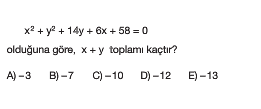 x² + y² + 14y + 6x + 58 = 0
olduğuna göre, x + y toplamı kaçtır?
A) –3 B) –7 C) –10 D) –12 E) –13